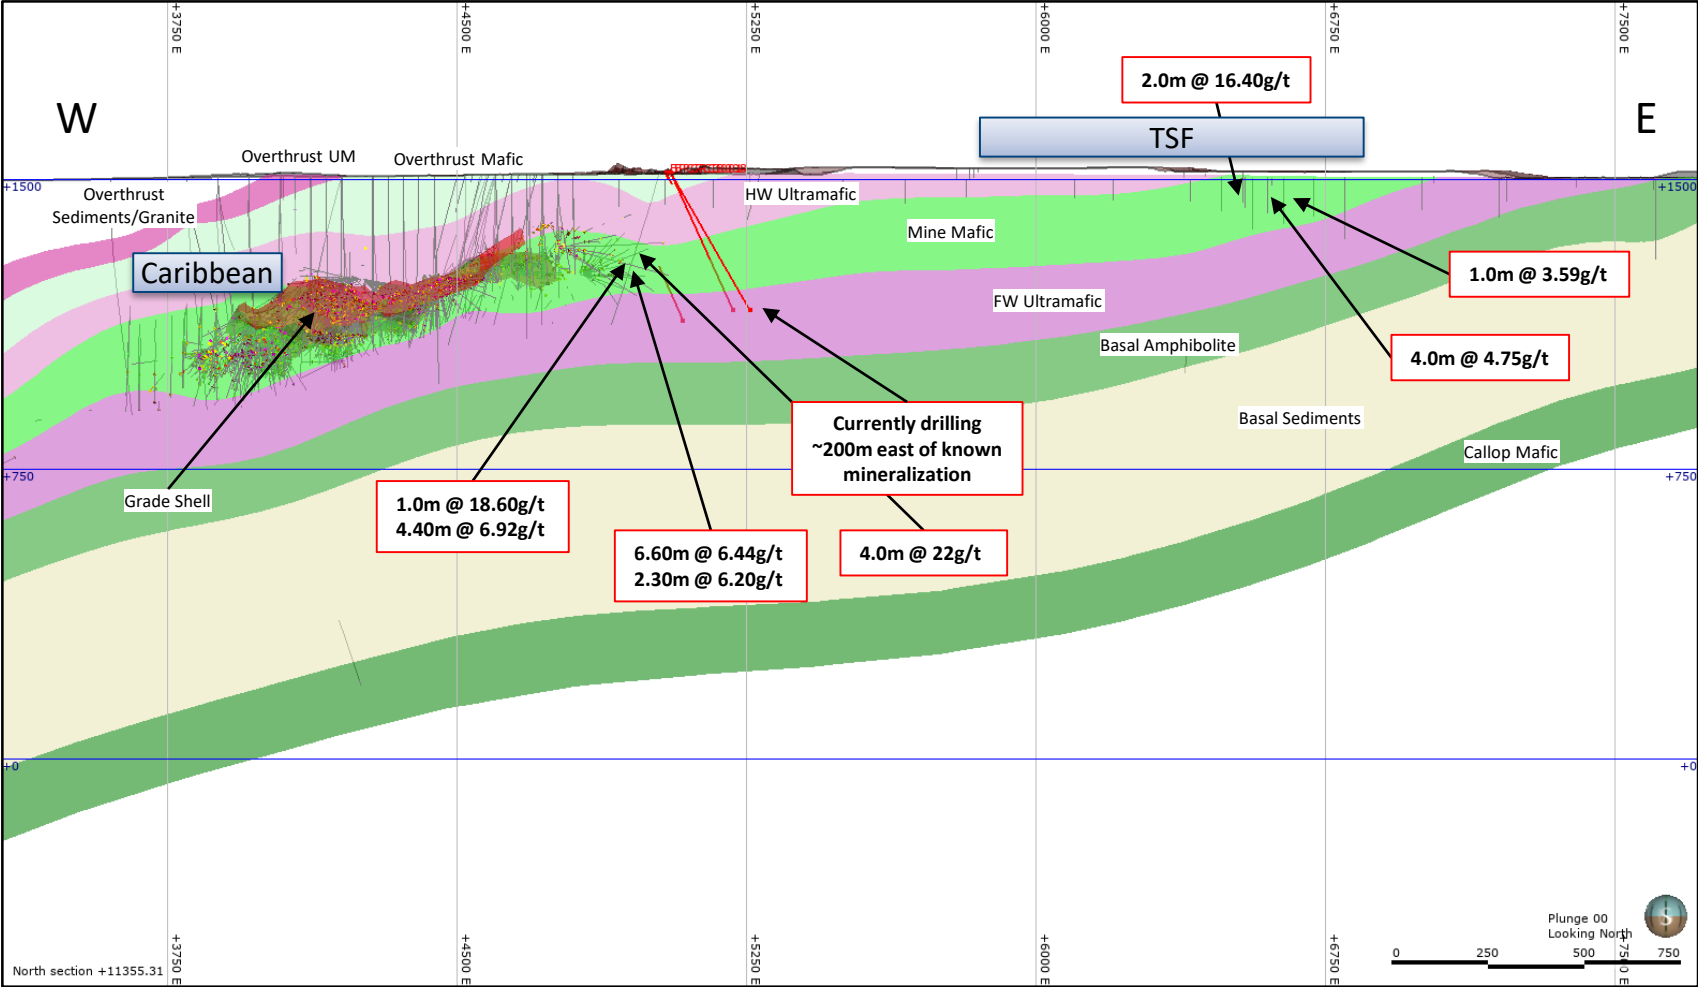 +3750 E
+4500 E
+5250 E
+6000 E
+6750 E
+7500 E
2.0m @ 16.40g/t
W
TSF
E
Overthrust UM
Overthrust Mafic
+1500
+1500
Overthrust
Sediments/Granite
HW Ultramafic
Mine Mafic
Caribbean
1.0m @ 3.59g/t
FW Ultramafic
Basal Amphibolite
4.0m @ 4.75g/t
Currently drilling
~200m east of known
mineralization
Basal Sediments
Callop Mafic
+750
+750
Grade Shell
1.0m @ 18.60g/t
4.40m @ 6.92g/t
6.60m @ 6.44g/t
2.30m @ 6.20g/t
4.0m @ 22g/t
+0
+0
Plunge 00
Looking North
S
0 250 500 750
North section +11355.31
+3750 E
+4500 E
+5250 E
+6000 E
+6750 E
+7500 E